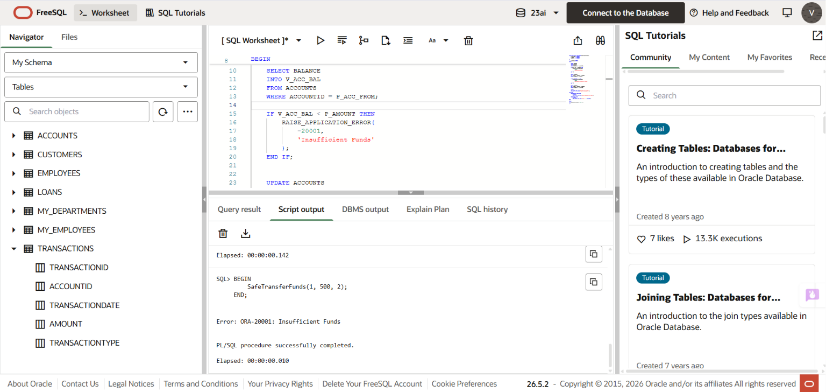 FreeSQL
Worksheet
SQL Tutorials
23ai
Connect to the Database
Help and Feedback
V
Navigator
Files
My Schema
Tables
Search objects
ACCOUNTS
CUSTOMERS
EMPLOYEES
LOANS
MY_DEPARTMENTS
MY_EMPLOYEES
TRANSACTIONS
TRANSACTIONID
ACCOUNTID
TRANSACTIONDATE
AMOUNT
TRANSACTIONTYPE
[ SQL Worksheet ]*
Aa
8 BEGIN
10 SELECT BALANCE
11 INTO V_ACC_BAL
12 FROM ACCOUNTS
13 WHERE ACCOUNTID = P_ACC_FROM;
14
15 IF V_ACC_BAL < P_AMOUNT THEN
16 RAISE_APPLICATION_ERROR(
17 -20001,
18 'Insufficient Funds'
19 );
20 END IF;
21
22
23 UPDATE ACCOUNTS
Query result
Script output
DBMS output
Explain Plan
SQL history
Elapsed: 00:00:00.142
SQL> BEGIN
SafeTransferFunds(1, 500, 2);
END;
Error: ORA-20001: Insufficient Funds
PL/SQL procedure successfully completed.
Elapsed: 00:00:00.010
SQL Tutorials
Community
My Content
My Favorites
Rece
Search
Tutorial
Creating Tables: Databases for...
An introduction to creating tables and the
types of these available in Oracle Database.
Created 8 years ago
7 likes
13.3K executions
Tutorial
Joining Tables: Databases for...
An introduction to the join types available in
Oracle Database.
Created 7 years ago
About Oracle
Contact Us
Legal Notices
Terms and Conditions
Your Privacy Rights
Delete Your FreeSQL Account
Cookie Preferences
26.5.2 - Copyright © 2015, 2026 Oracle and/or its affiliates All rights reserved